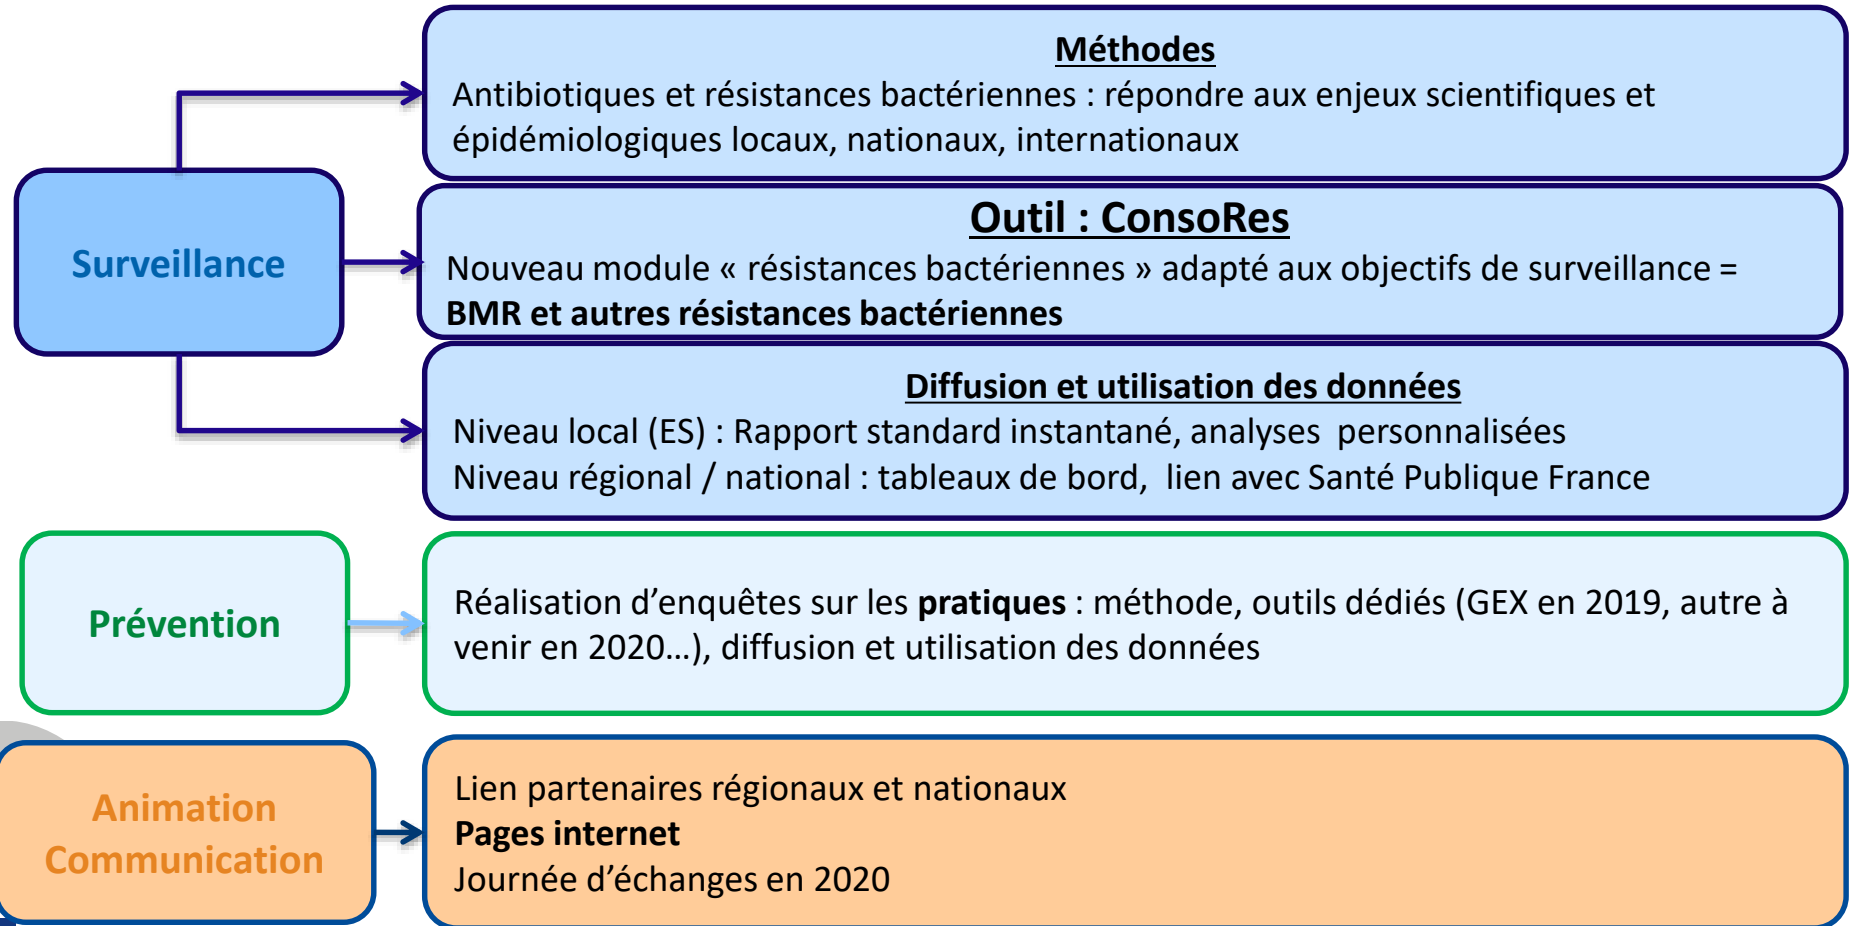 Méthodes
Antibiotiques et résistances bactériennes : répondre aux enjeux scientifiques et
épidémiologiques locaux, nationaux, internationaux
Surveillance
Outil : ConsoRes
Nouveau module « résistances bactériennes » adapté aux objectifs de surveillance =
BMR et autres résistances bactériennes
Diffusion et utilisation des données
Niveau local (ES) : Rapport standard instantané, analyses personnalisées
Niveau régional / national : tableaux de bord, lien avec Santé Publique France
Prévention
Réalisation d’enquêtes sur les pratiques : méthode, outils dédiés (GEX en 2019, autre à
venir en 2020…), diffusion et utilisation des données
Animation
Communication
Lien partenaires régionaux et nationaux
Pages internet
Journée d’échanges en 2020